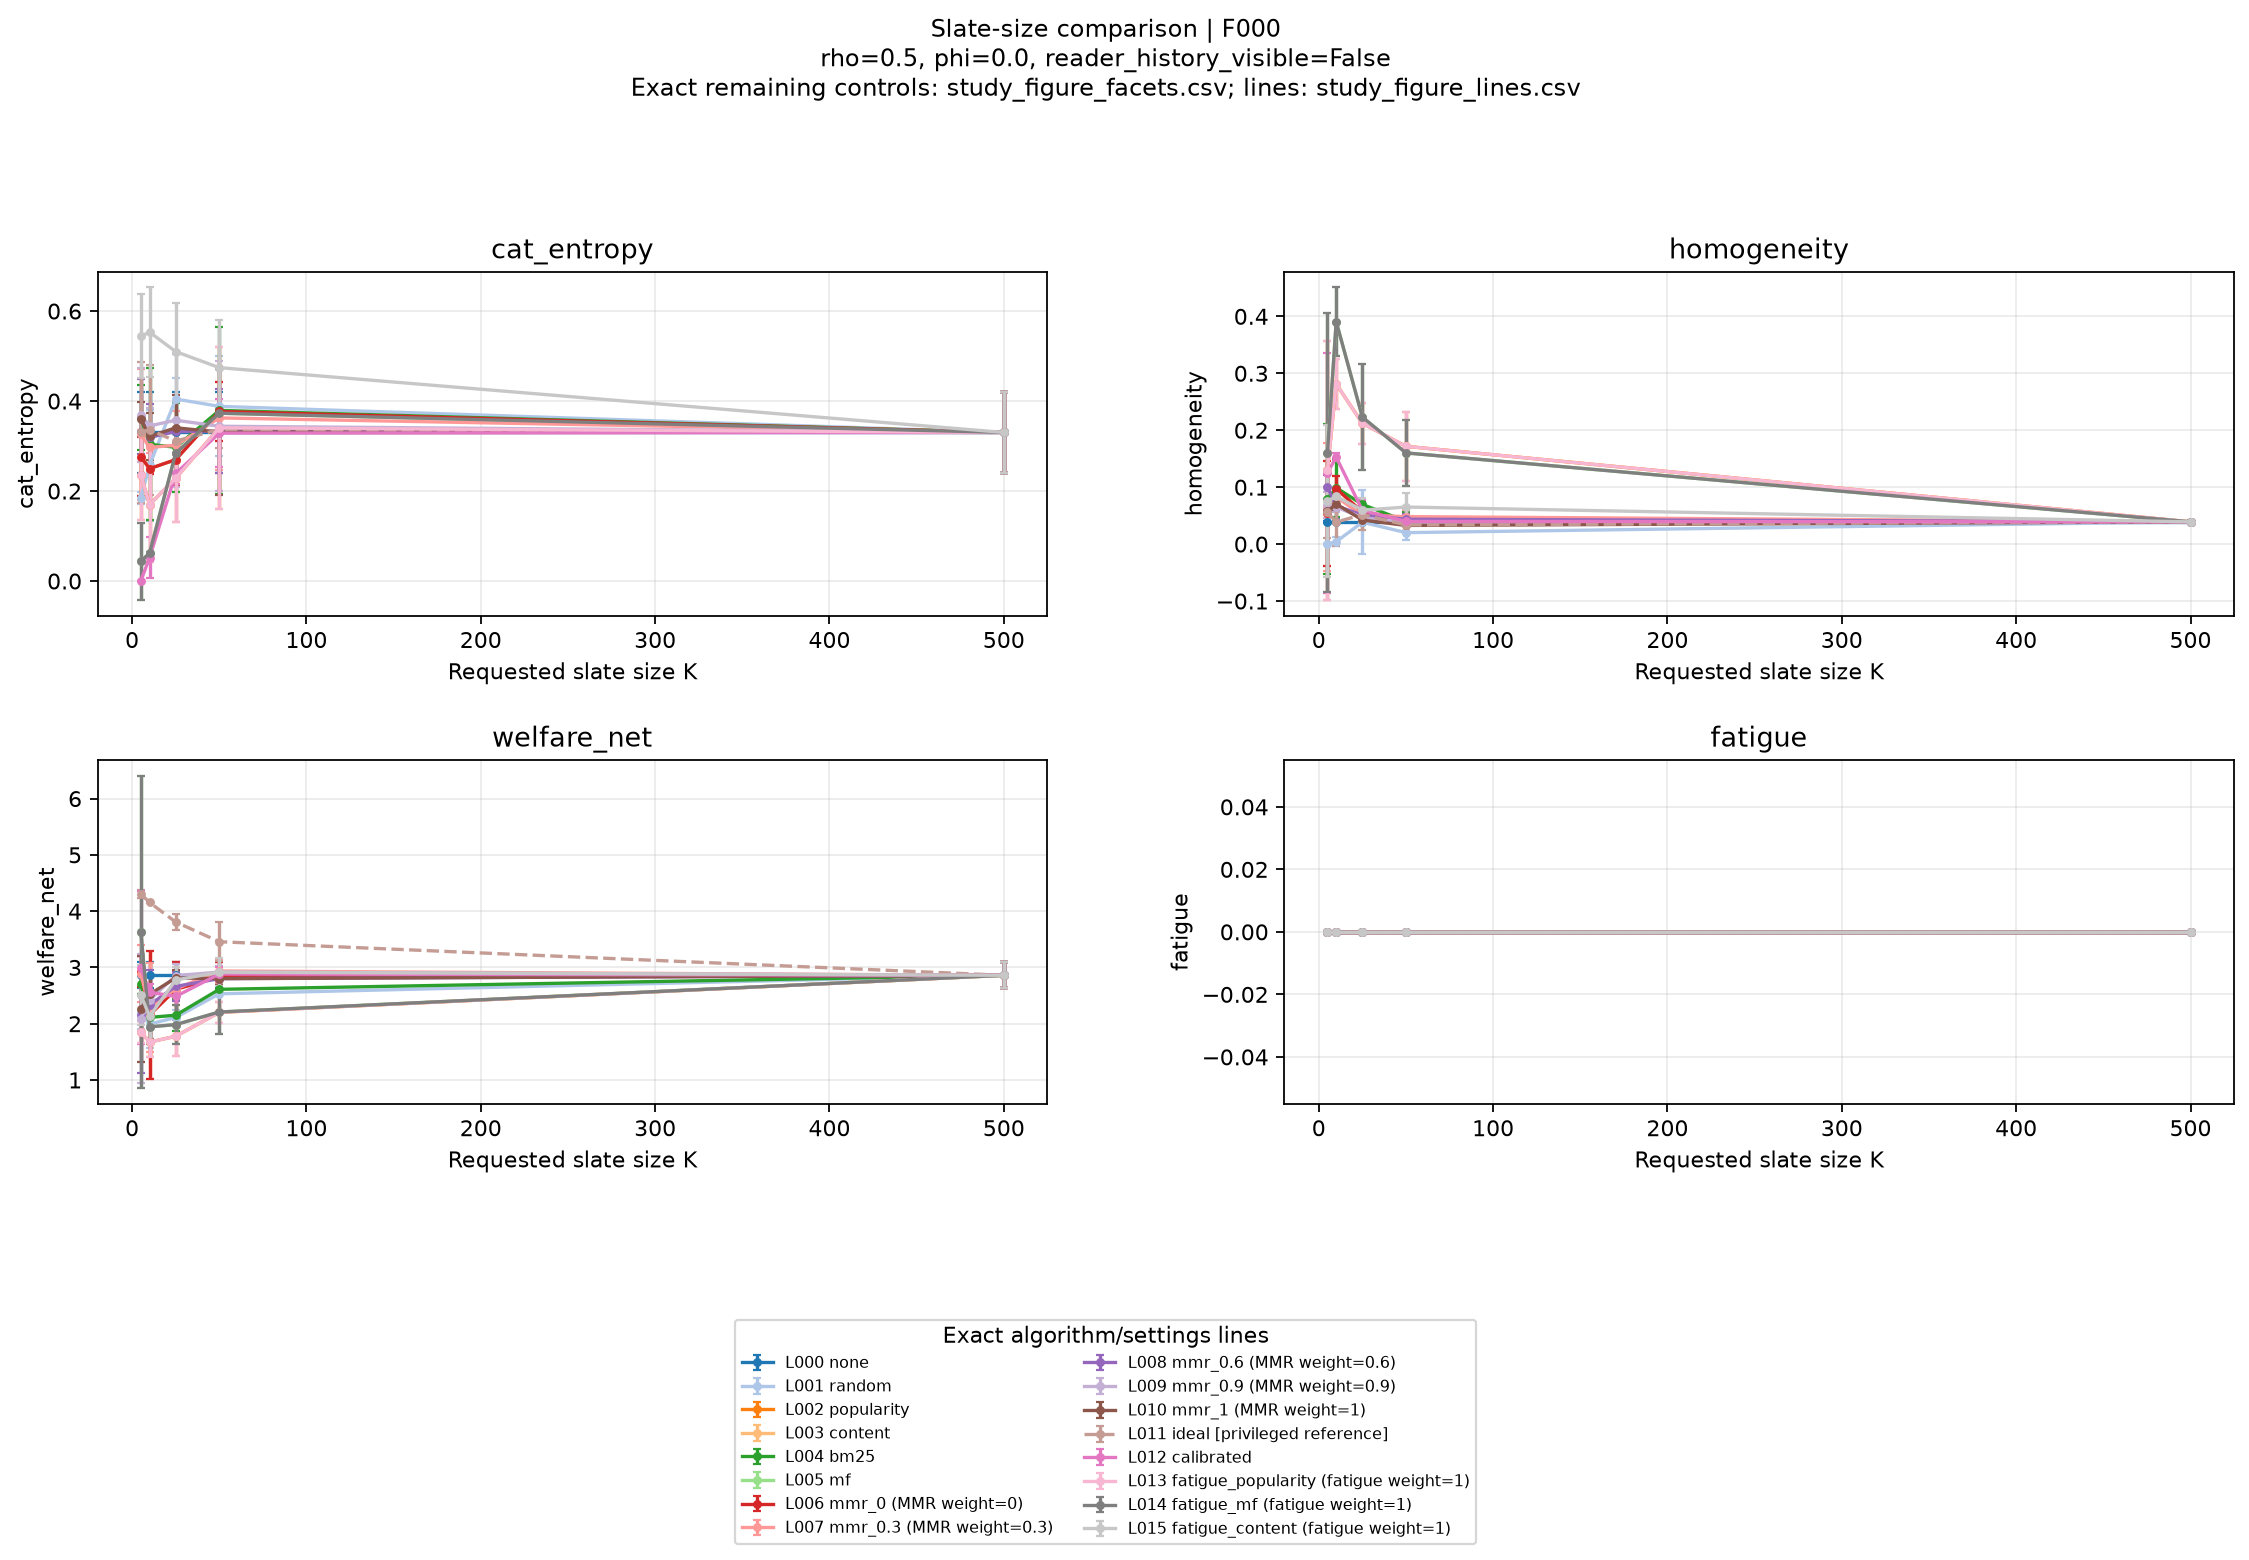 Slate-size comparison | F000
rho=0.5, phi=0.0, reader_history_visible=False
Exact remaining controls: study_figure_facets.csv; lines: study_figure_lines.csv
cat_entropy
cat_entropy
0.6
0.4
0.2
0.0
0 100 200 300 400 500
Requested slate size K
homogeneity
homogeneity
0.4
0.3
0.2
0.1
0.0
−0.1
0 100 200 300 400 500
Requested slate size K
welfare_net
welfare_net
6
5
4
3
2
1
0 100 200 300 400 500
Requested slate size K
fatigue
fatigue
0.04
0.02
0.00
−0.02
−0.04
0 100 200 300 400 500
Requested slate size K
Exact algorithm/settings lines
L000 none
L001 random
L002 popularity
L003 content
L004 bm25
L005 mf
L006 mmr_0 (MMR weight=0)
L007 mmr_0.3 (MMR weight=0.3)
L008 mmr_0.6 (MMR weight=0.6)
L009 mmr_0.9 (MMR weight=0.9)
L010 mmr_1 (MMR weight=1)
L011 ideal [privileged reference]
L012 calibrated
L013 fatigue_popularity (fatigue weight=1)
L014 fatigue_mf (fatigue weight=1)
L015 fatigue_content (fatigue weight=1)